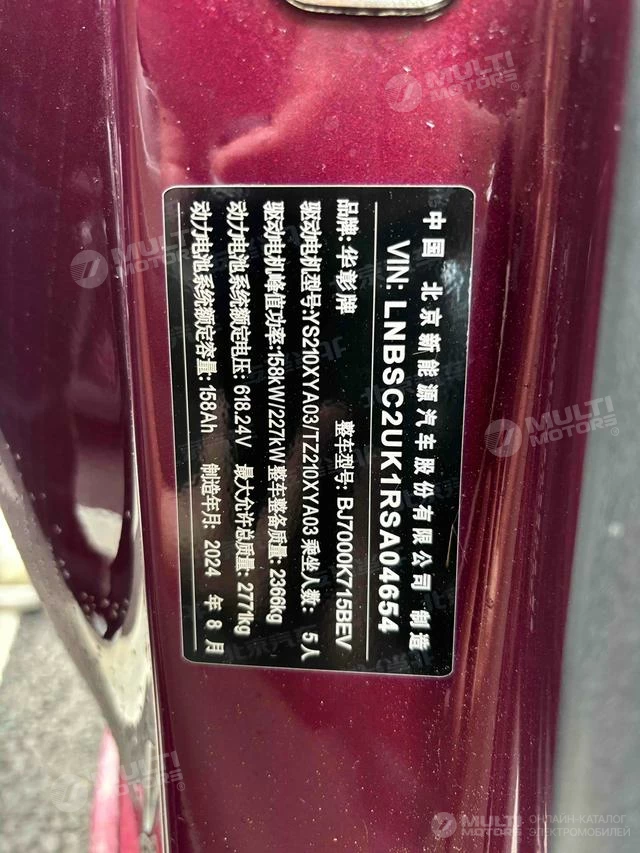 中国 北京新能源汽车股份有限公司 制造
VIN: LNBSC2UK1RSA04654
品牌: 华彰牌 整车型号: BJ7000K715BEV
驱动电机型号:YS210XYA03/TZ210XYA03 乘坐人数: 5人
驱动电机峰值功率:158kW/227kW 整车整备质量: 2366kg
动力电池系统额定电压: 618.24V 最大允许总质量: 2771kg
动力电池系统额定容量: 158Ah 制造年月: 2024 年 8 月
MULTI MOTORS®
MULTI MOTORS®
MULTI MOTORS®
MULTI MOTORS®
MULTI MOTORS® ОНЛАЙН-КАТАЛОГ ЭЛЕКТРОМОБИЛЕЙ